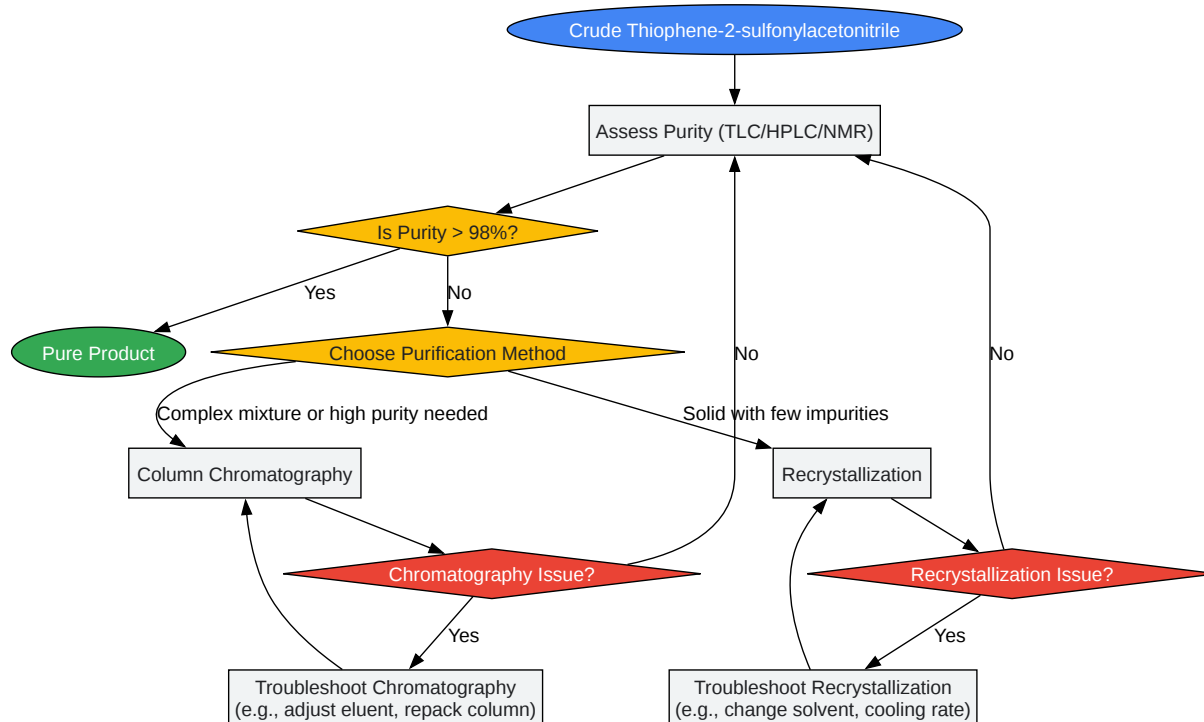 Crude Thiophene-2-sulfonylacetonitrile
Assess Purity (TLC/HPLC/NMR)
Is Purity > 98%?
Yes
No
Pure Product
Choose Purification Method
No
No
Complex mixture or high purity needed
Solid with few impurities
Column Chromatography
Recrystallization
Chromatography Issue?
Recrystallization Issue?
Yes
Yes
Troubleshoot Chromatography
(e.g., adjust eluent, repack column)
Troubleshoot Recrystallization
(e.g., change solvent, cooling rate)